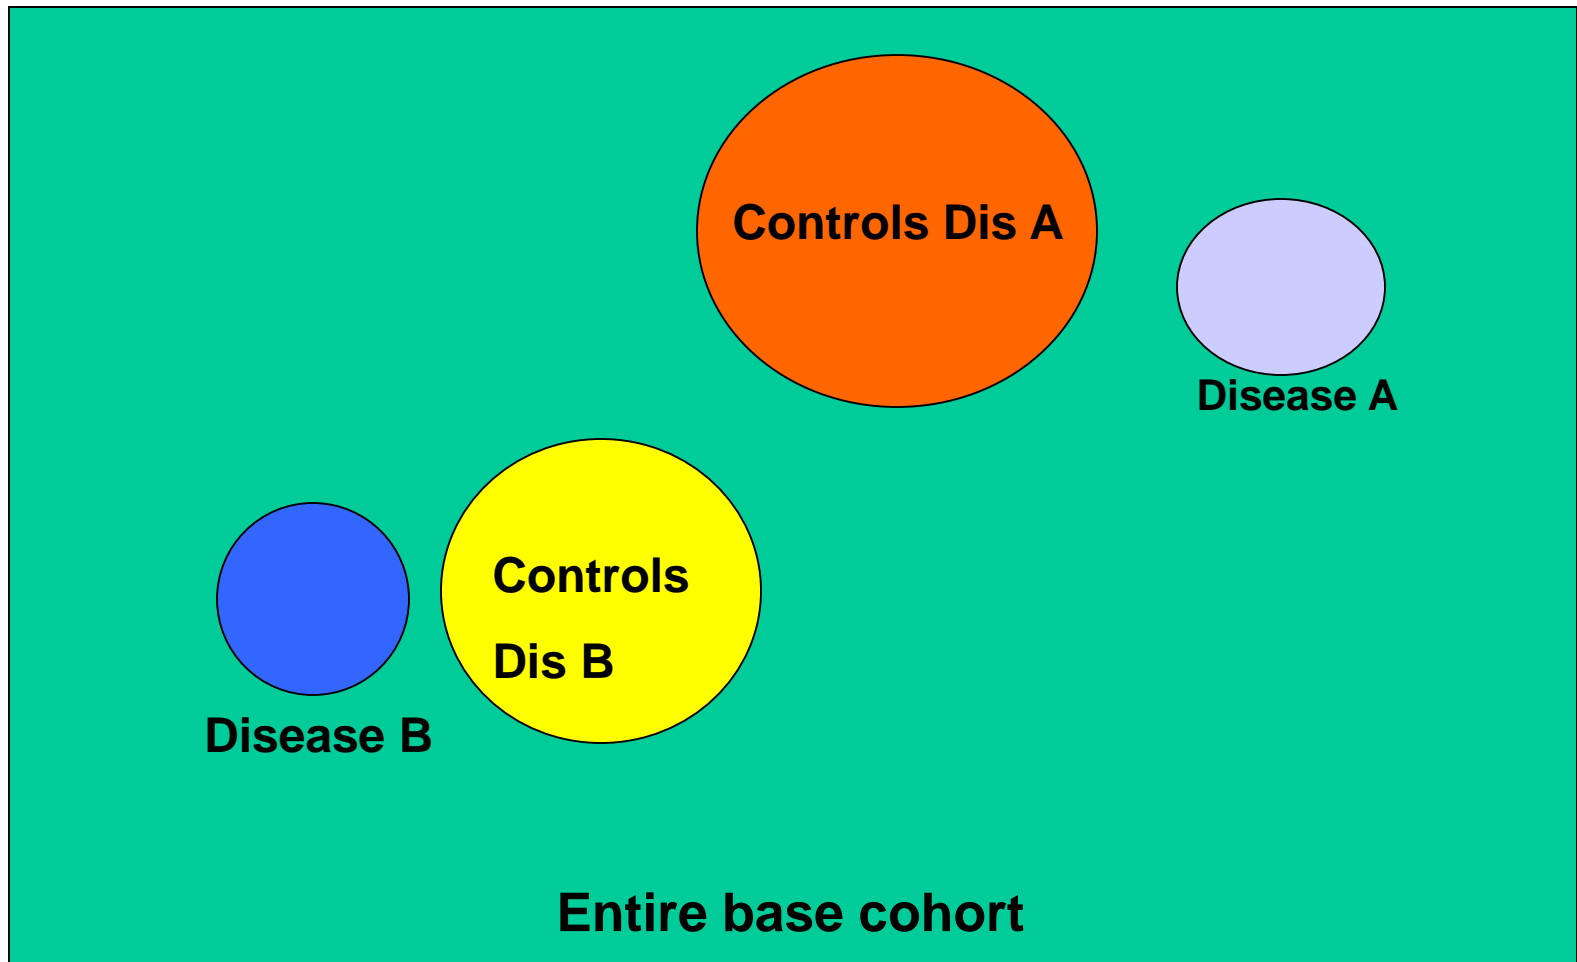 Controls Dis A
Disease A
Controls
Dis B
Disease B
Entire base cohort